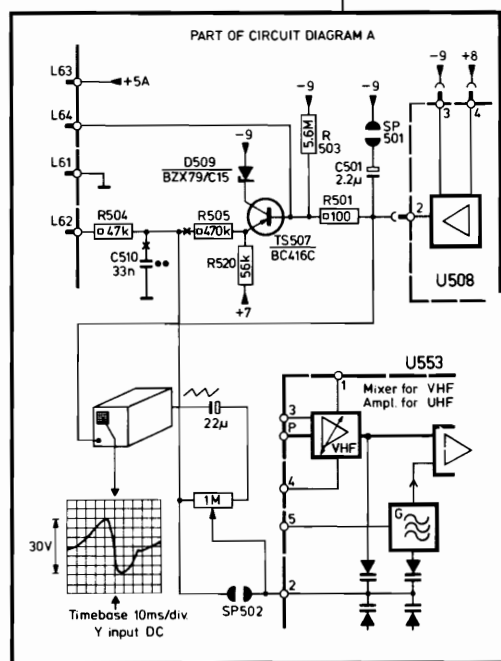 PART OF CIRCUIT DIAGRAM A
L63
+5A
L64
L61
L62
-9
-9
-9
-9
+8
5.6M
R
503
SP
501
3
4
D509
BZX79/C15
C501
2.2µ
R504
47k
R505
470k
R501
100
2
C510
33n
TS507
BC416C
R520
56k
+7
U508
U553
1
Mixer for VHF
Ampl. for UHF
3
P
VHF
22µ
4
1M
5
G
30V
2
SP502
Timebase 10ms/div.
Y input DC